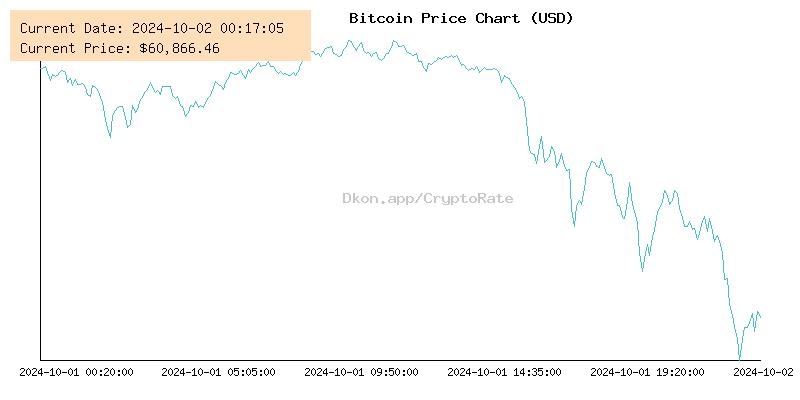 Bitcoin Price Chart (USD)
Current Date: 2024-10-02 00:17:05
Current Price: $60,866.46
Dkon.app/CryptoRate
2024-10-01 00:20:00 2024-10-01 05:05:00 2024-10-01 09:50:00 2024-10-01 14:35:00 2024-10-01 19:20:00 2024-10-02